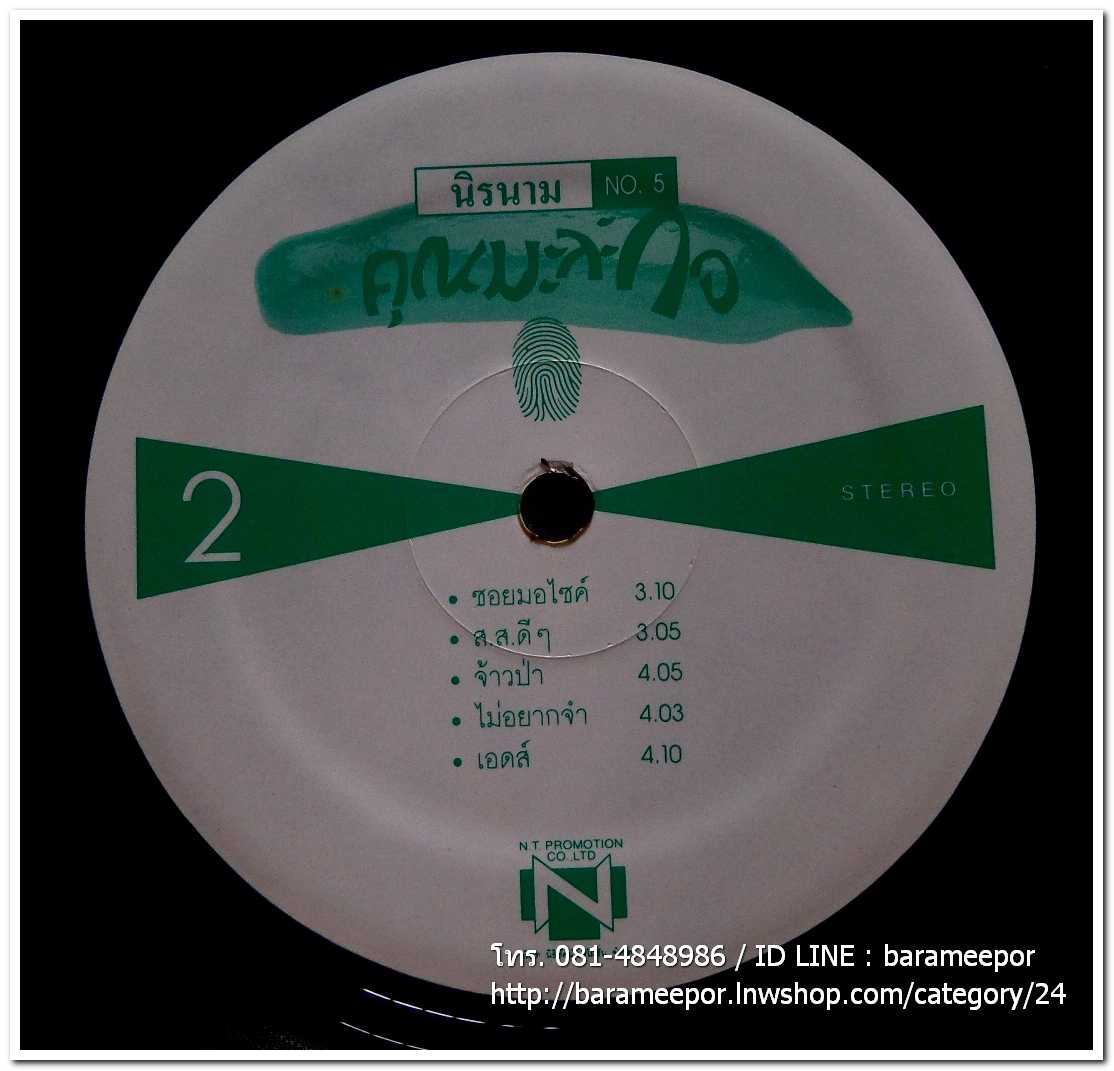 นิรนาม NO. 5
คุณมะละกอ
2
STEREO
• ซอยมอไซค์ 3.10
• ส.ส.ดีๆ 3.05
• จ้าวป่า 4.05
• ไม่อยากจำ 4.03
• เอดส์ 4.10
N.T. PROMOTION
CO.,LTD
N
โทร. 081-4848986 / ID LINE : barameepor
http://barameepor.lnwshop.com/category/24